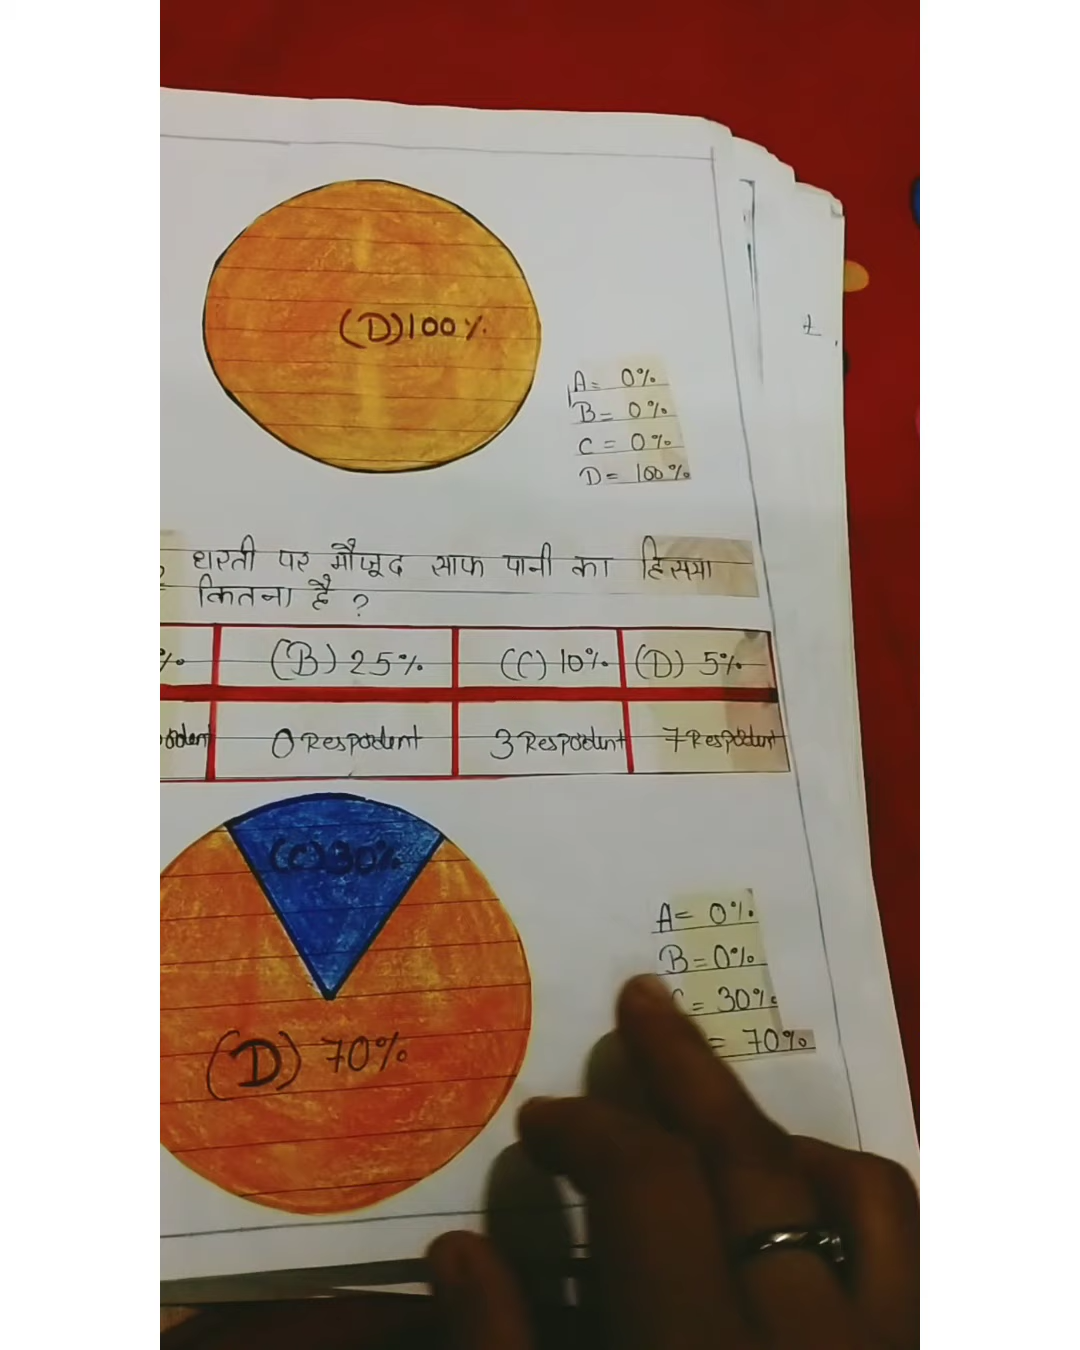 (D)100%
A= 0%
B= 0%
C = 0%
D= 100%
धरती पर मौजूद साफ पानी का हिससा
कितना है ?
%. (B) 25% (C) 10% (D) 5%
0 Respodent 3 Respodent 7 Respodent
(C) 30%
(D) 70%
A= 0%
B=0%
= 30%
= 70%